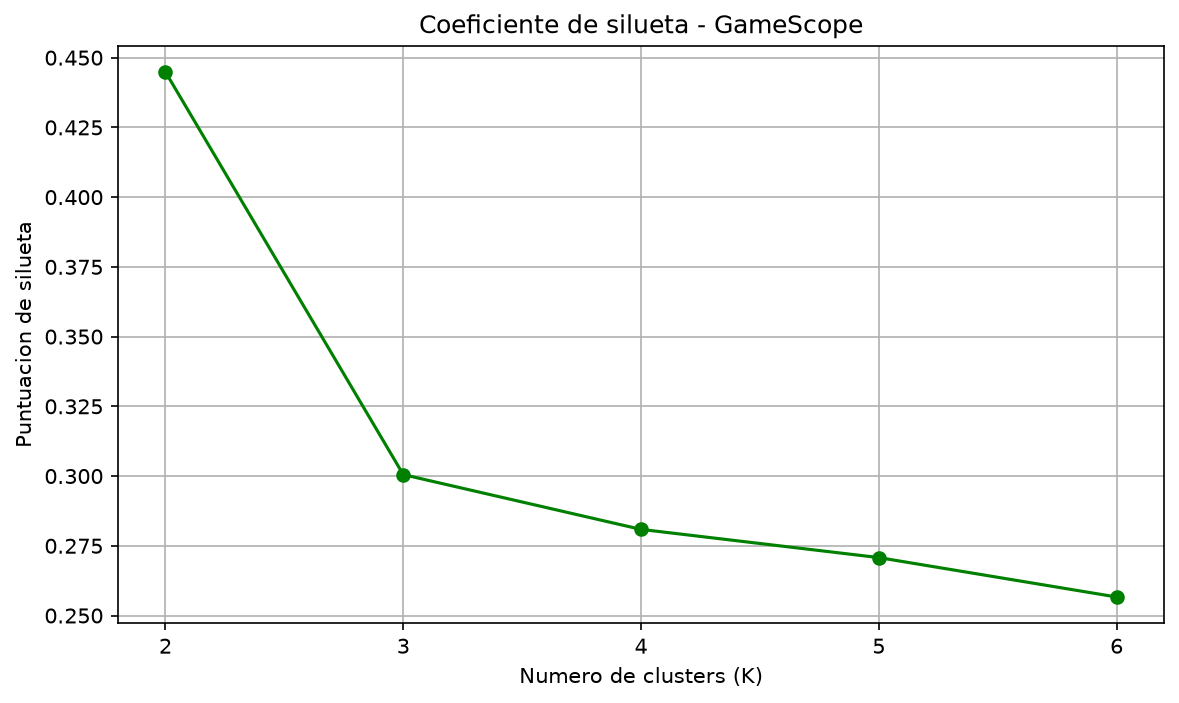 Coeficiente de silueta - GameScope
0.450
0.425
0.400
0.375
0.350
0.325
0.300
0.275
0.250
Puntuacion de silueta
2 3 4 5 6
Numero de clusters (K)